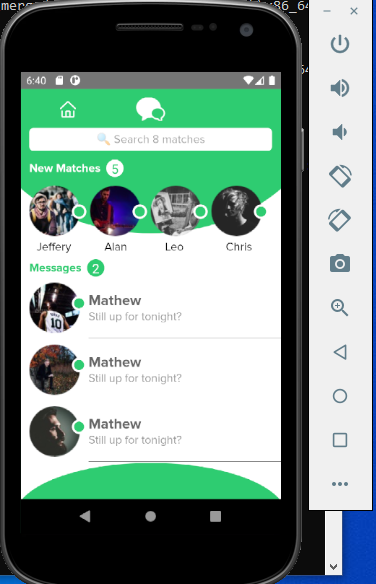 6:40
Search 8 matches
New Matches 5
Jeffery Alan Leo Chris
Messages 2
10
Mathew
Still up for tonight?
Mathew
Still up for tonight?
Mathew
Still up for tonight?